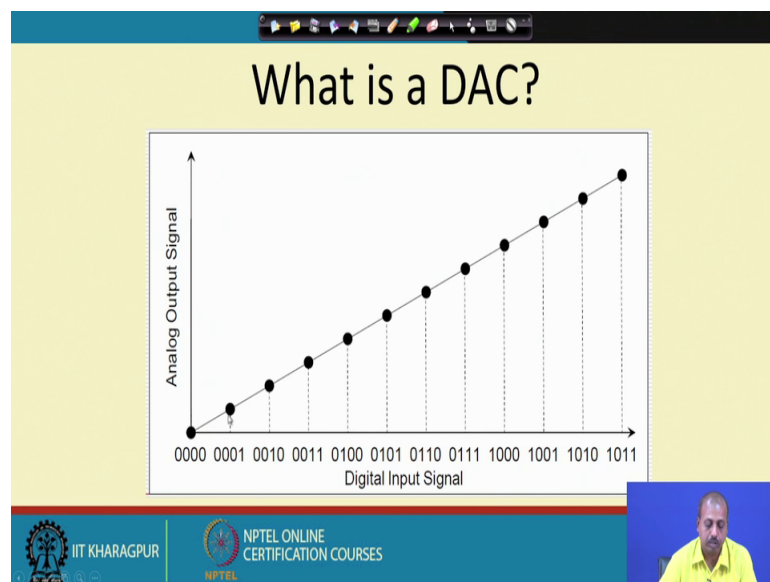 What is a DAC?
Analog Output Signal
0000 0001 0010 0011 0100 0101 0110 0111 1000 1001 1010 1011
Digital Input Signal
IIT KHARAGPUR
NPTEL
NPTEL ONLINE
CERTIFICATION COURSES